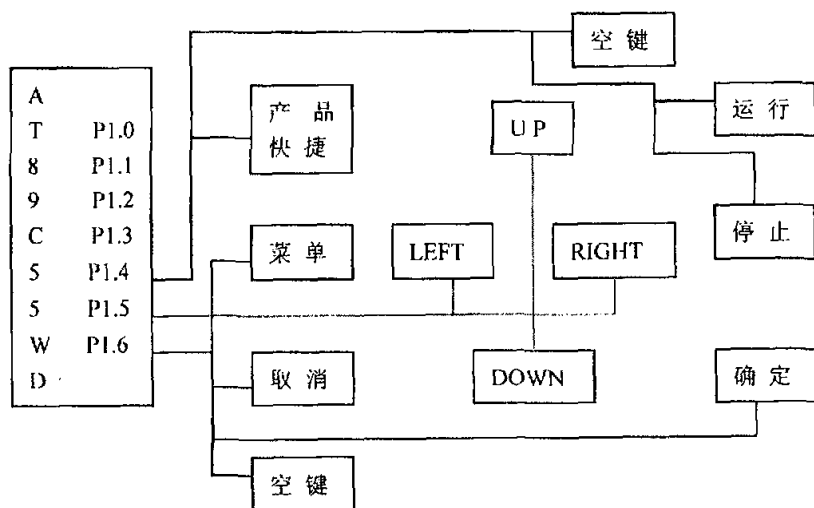 空键
A
T P1.0
8 P1.1
9 P1.2
C P1.3
5 P1.4
5 P1.5
W P1.6
D
产品
快捷
UP
运行
菜单
LEFT
RIGHT
停止
取消
DOWN
确定
空键